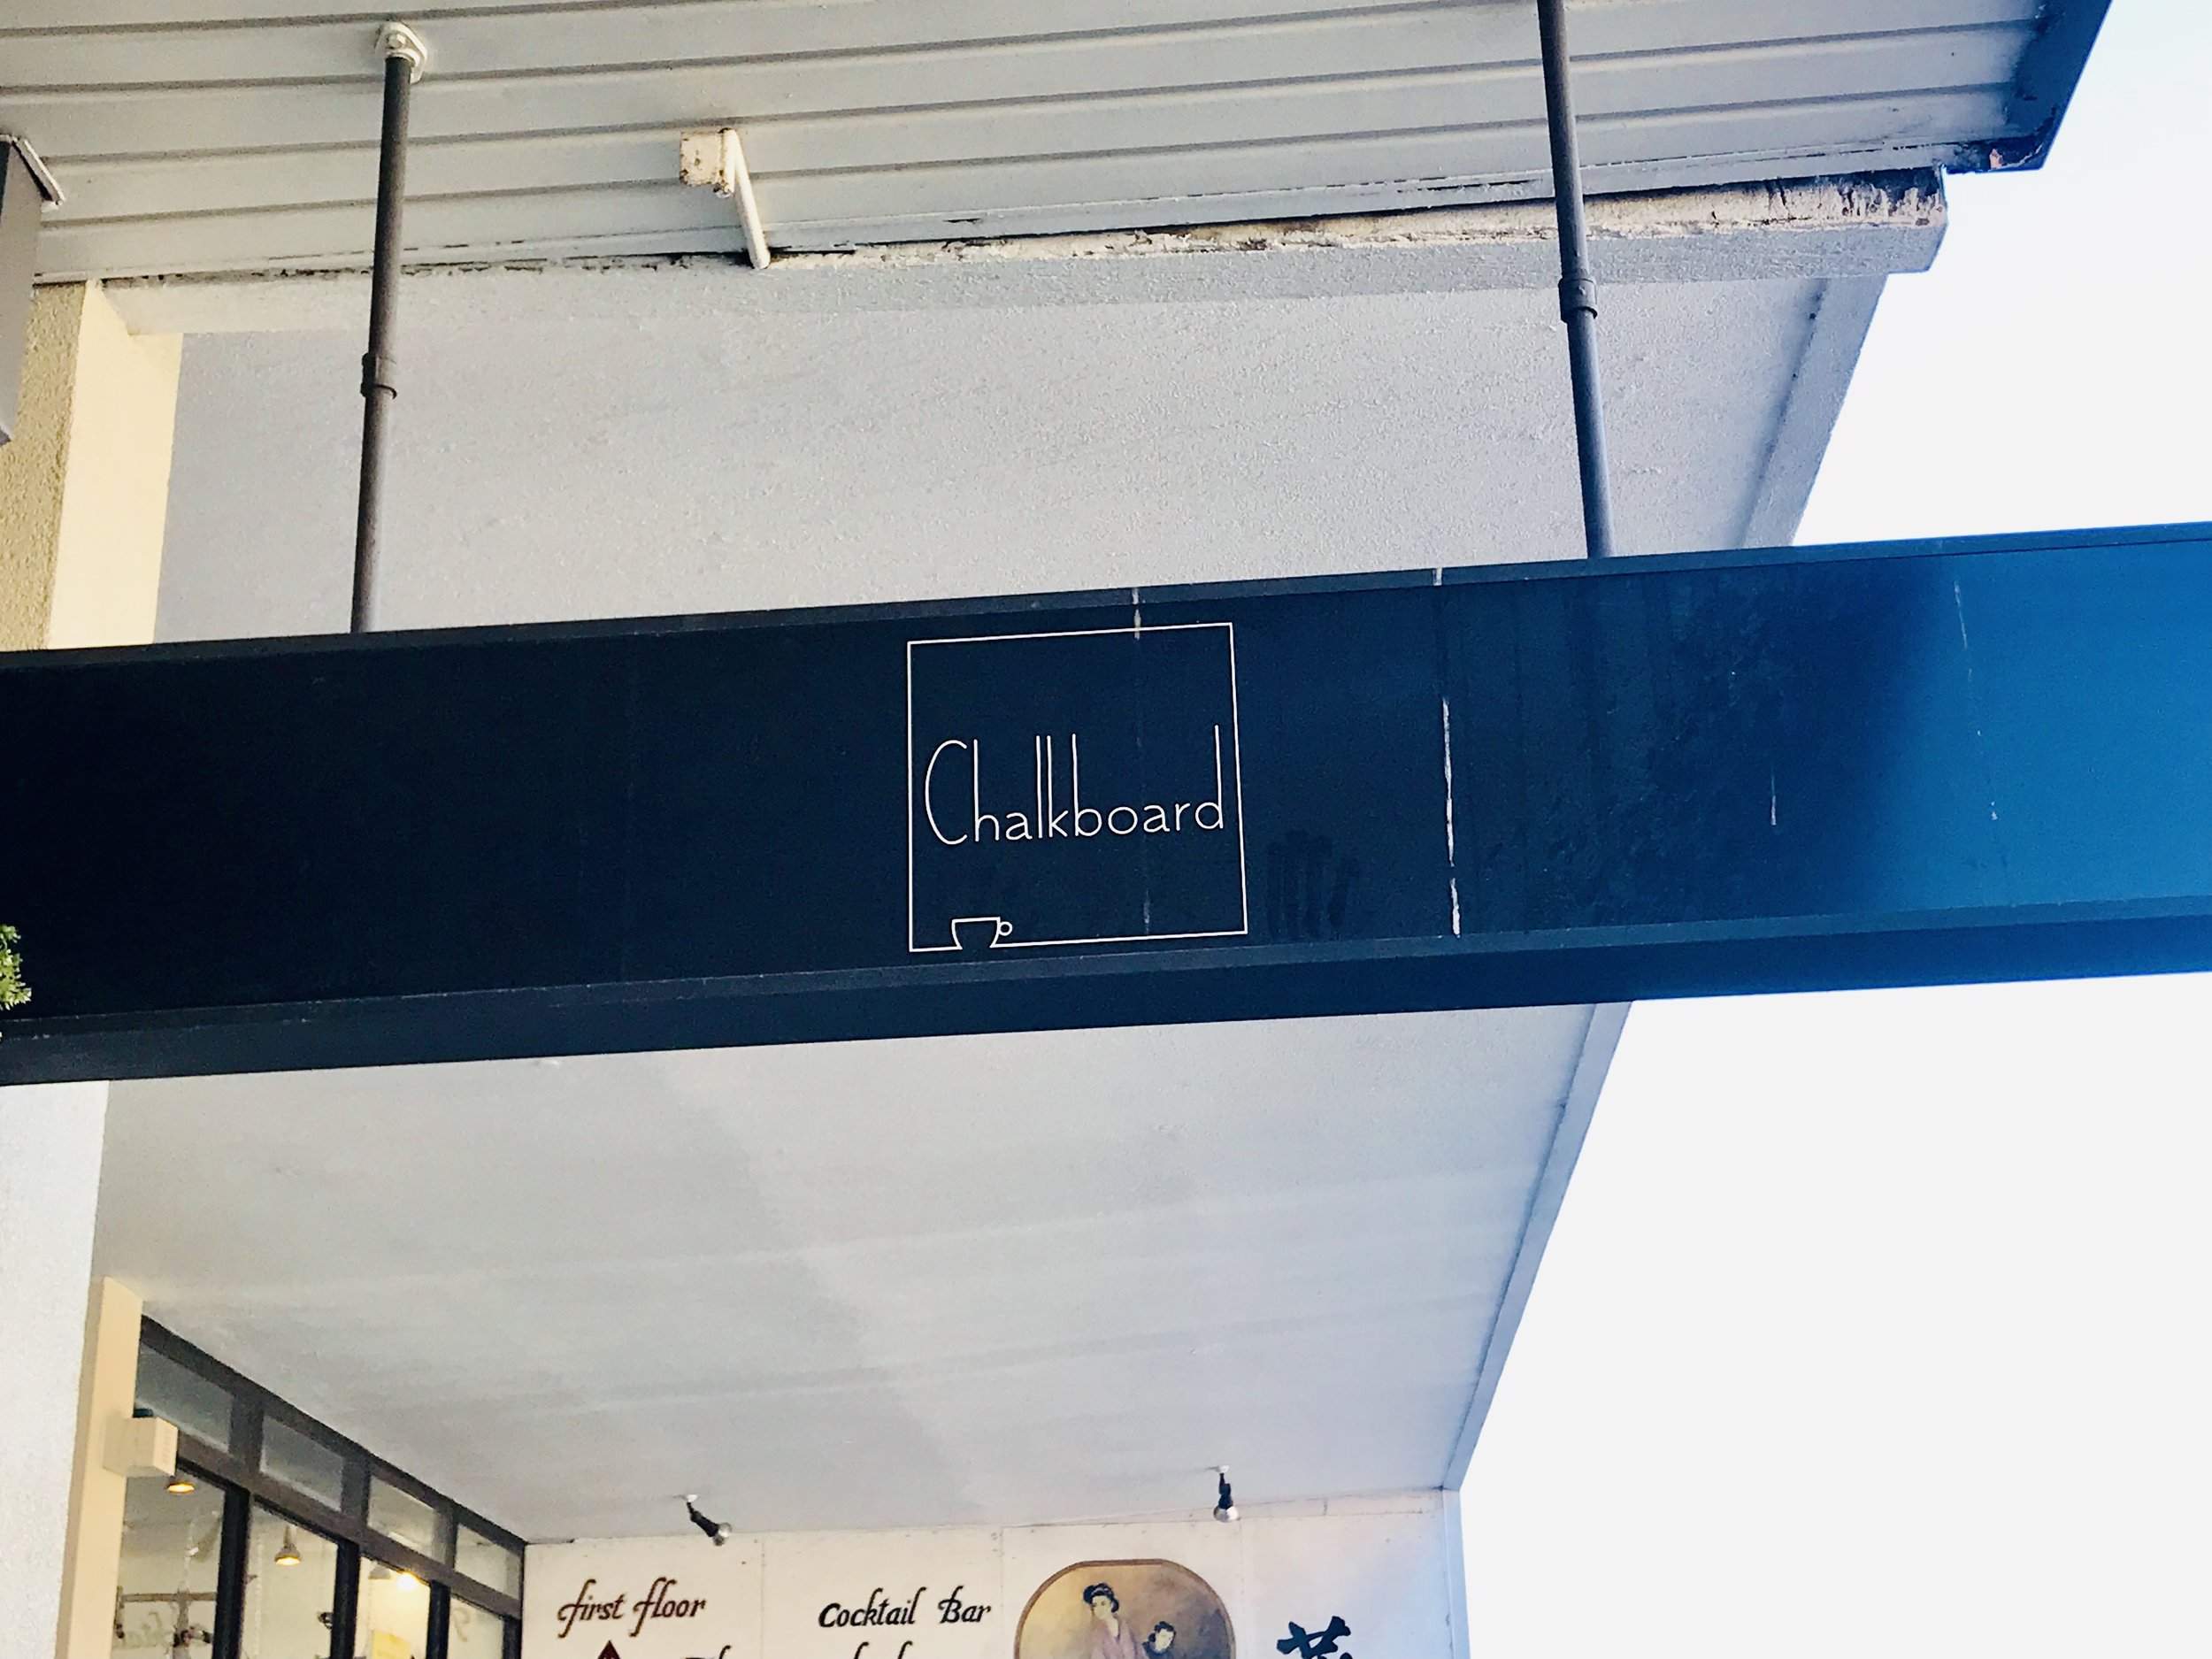 Chalkboard
first floor
Cocktail Bar